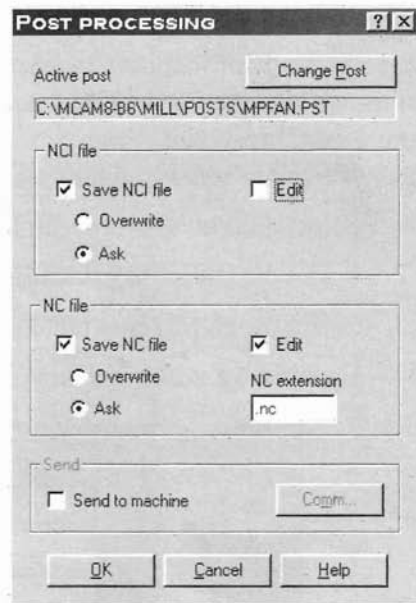 POST PROCESSING
Active post
Change Post
C:\MCAM8-B6\MILL\POSTS\MPFAN.PST
NCI file
Save NCI file
Edit
Overwrite
Ask
NC file
Save NC file
Edit
Overwrite
NC extension
Ask
.nc
Send
Send to machine
Comm...
OK
Cancel
Help